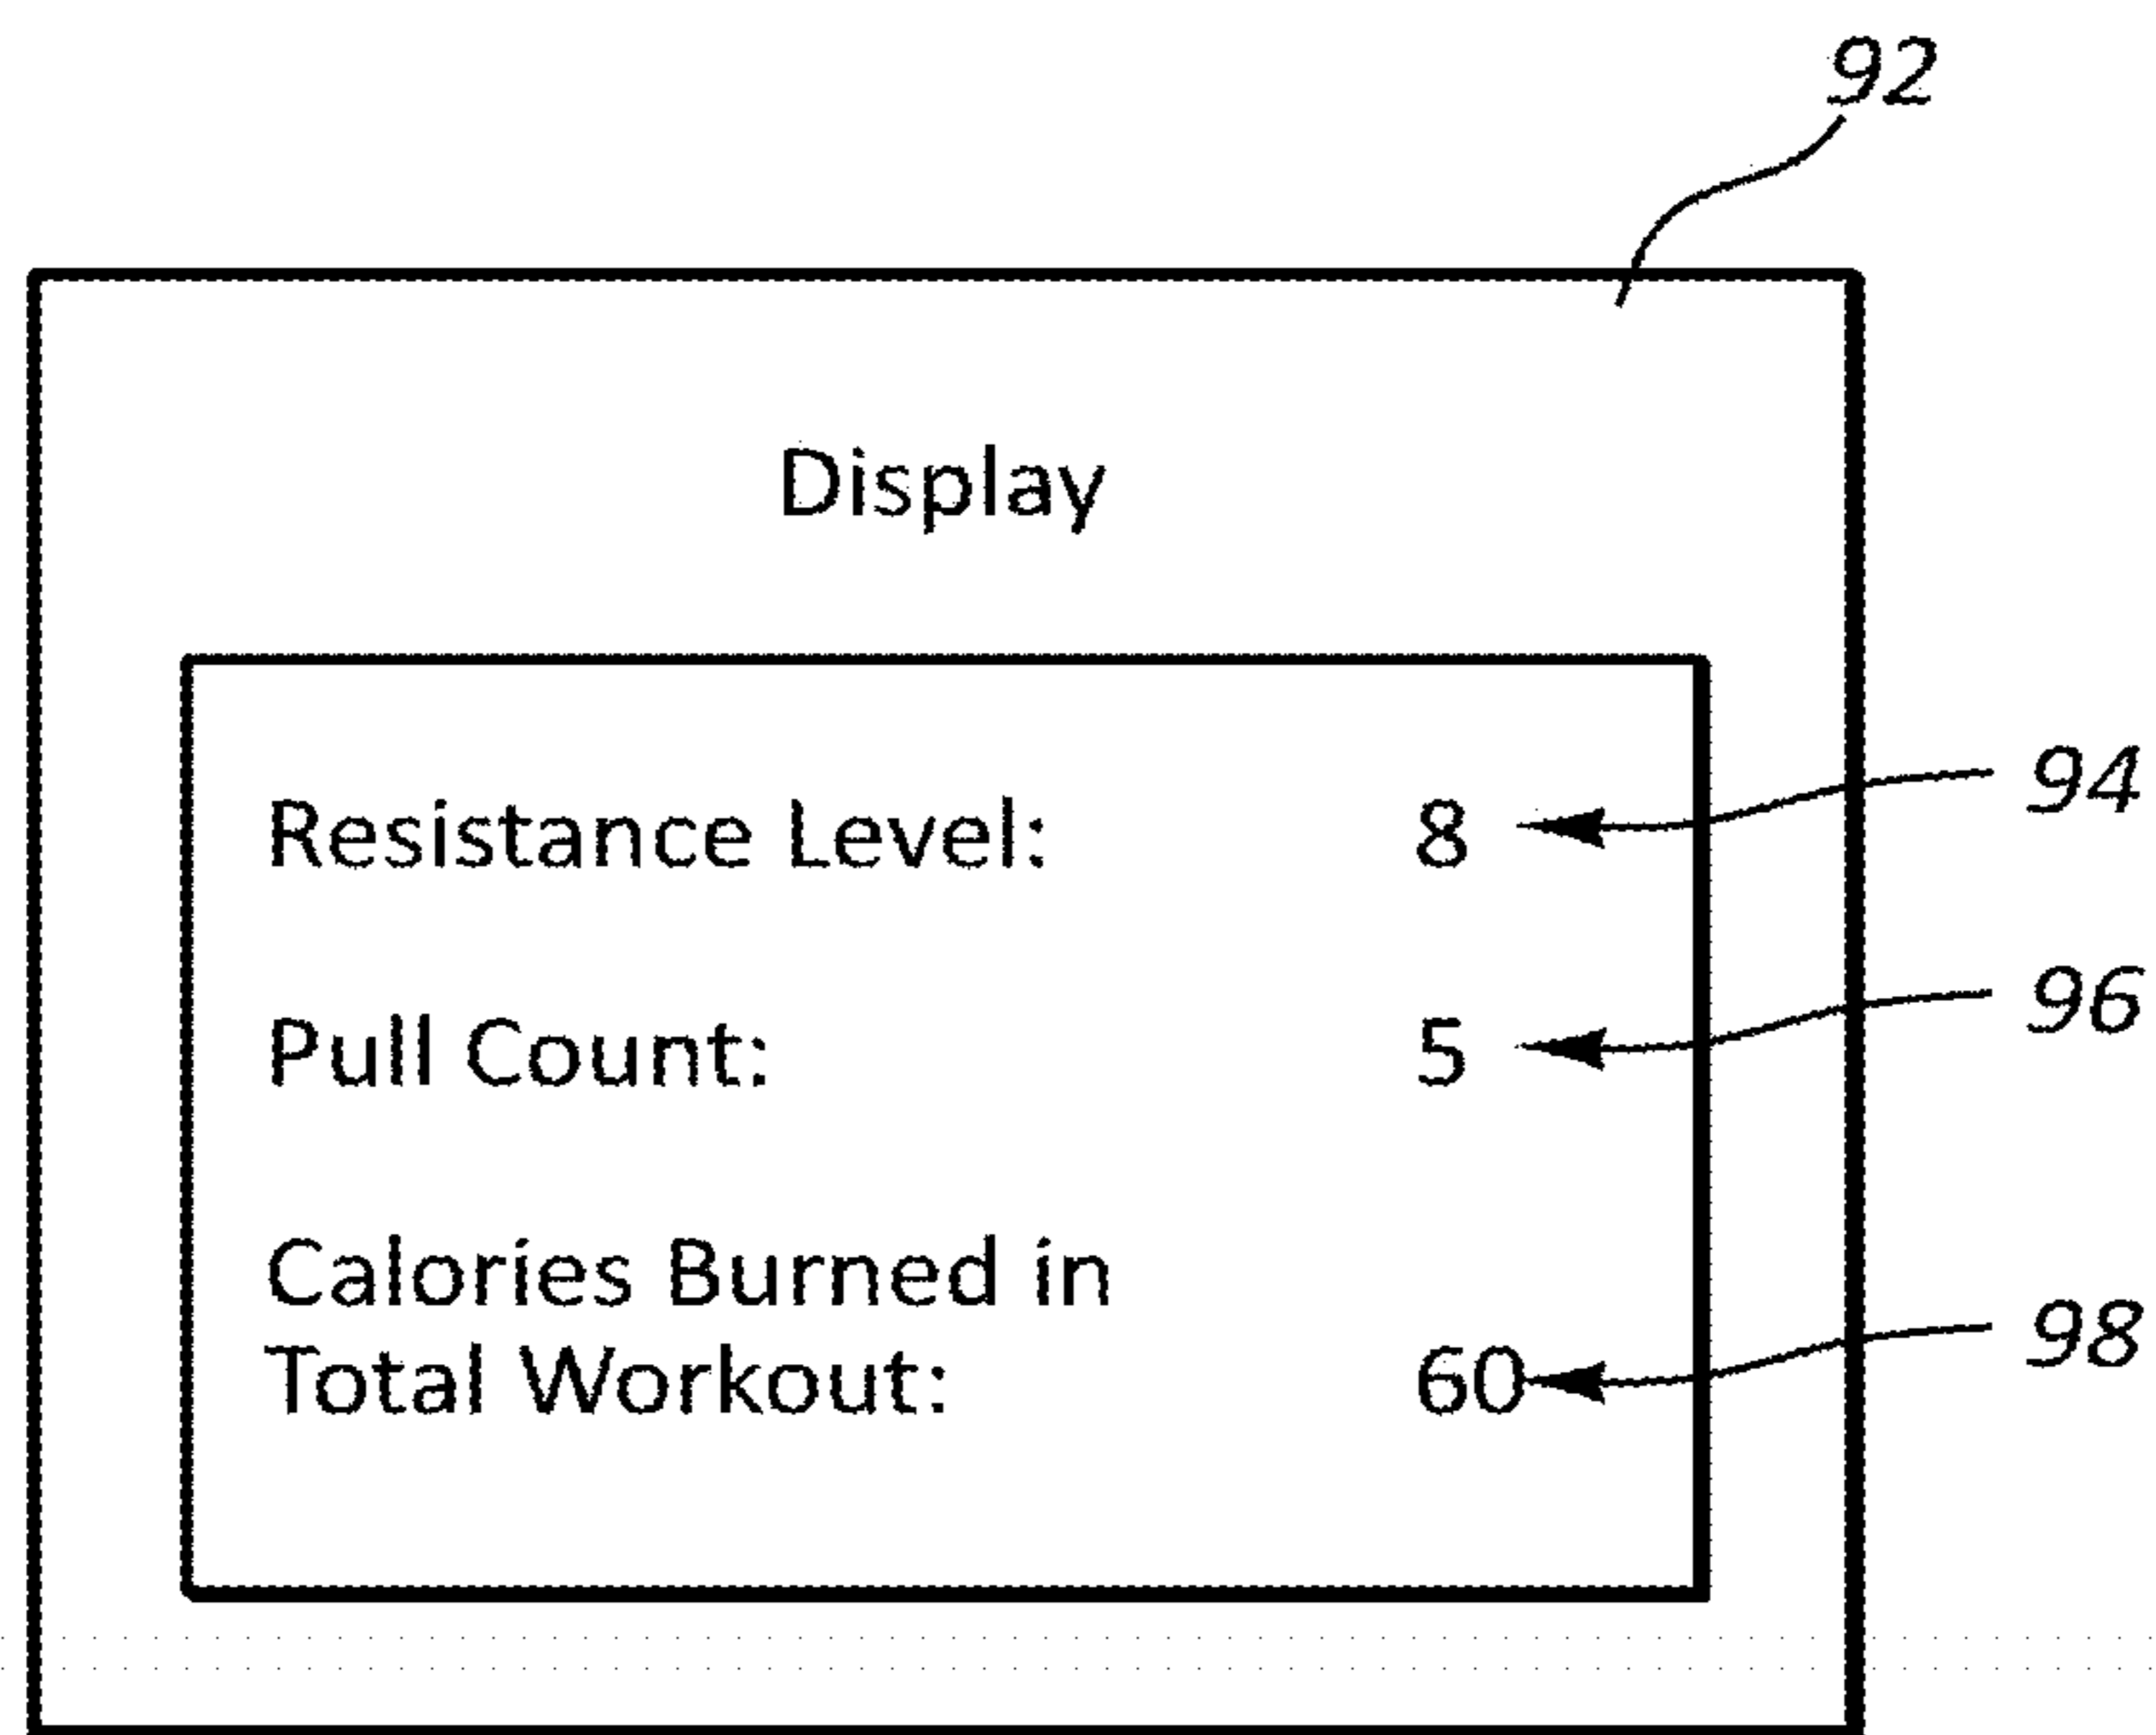 92
Display
Resistance Level: 8 94
Pull Count: 5 96
Calories Burned in
Total Workout: 60 98